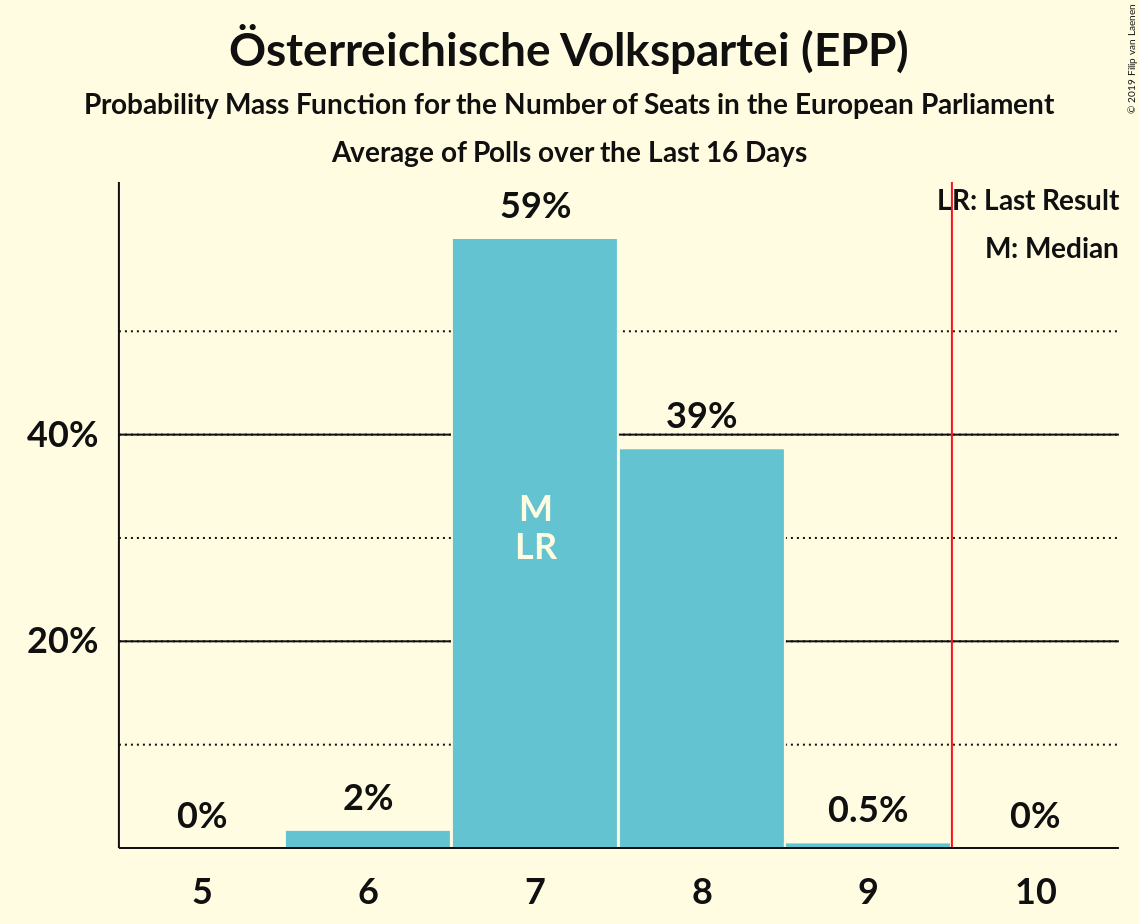 Österreichische Volkspartei (EPP)
Probability Mass Function for the Number of Seats in the European Parliament
Average of Polls over the Last 16 Days
© 2019 Filip van Laenen
LR: Last Result
M: Median
59%
39%
40%
M
LR
20%
0%
2%
0.5%
0%
5
6
7
8
9
10